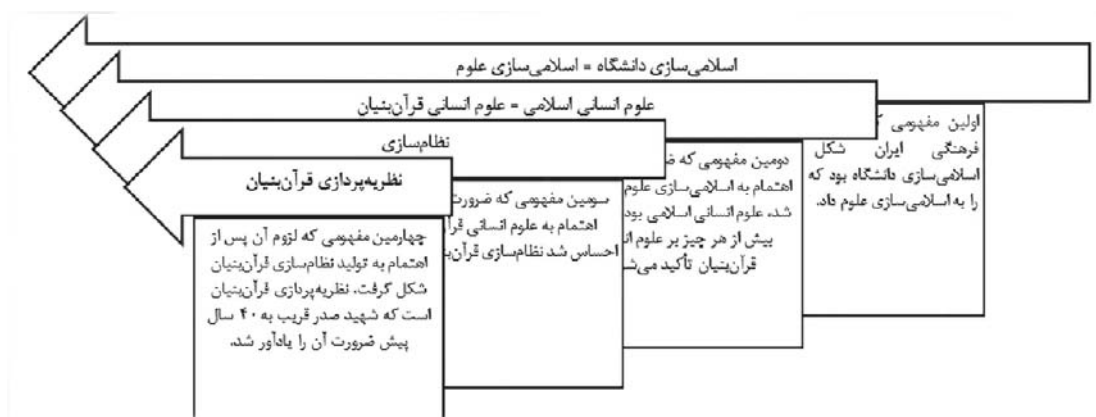 اسلامی‌سازی دانشگاه = اسلامی‌سازی علوم
علوم انسانی اسلامی = علوم انسانی قرآن‌بنیان
نظام‌سازی
نظریه‌پردازی قرآن‌بنیان
اولین مفهومی
فرهنگی ایران شکل
اسلامی‌سازی دانشگاه بود که
را به اسلامی‌سازی علوم داد.
دومین مفهومی که
اهتمام به اسلامی‌سازی علوم
شد، علوم انسانی اسلامی بود
بیش از هر چیز بر علوم
قرآن‌بنیان تأکید
سومین مفهومی که ضرورت
اهتمام به علوم انسانی
احساس شد نظام‌سازی
چهارمین مفهومی که لزوم آن پس از
اهتمام به تولید نظام‌سازی قرآن‌بنیان
شکل گرفت، نظریه‌پردازی قرآن‌بنیان
است که شهید صدر قریب به ۴۰ سال
پیش ضرورت آن را یادآور شد.